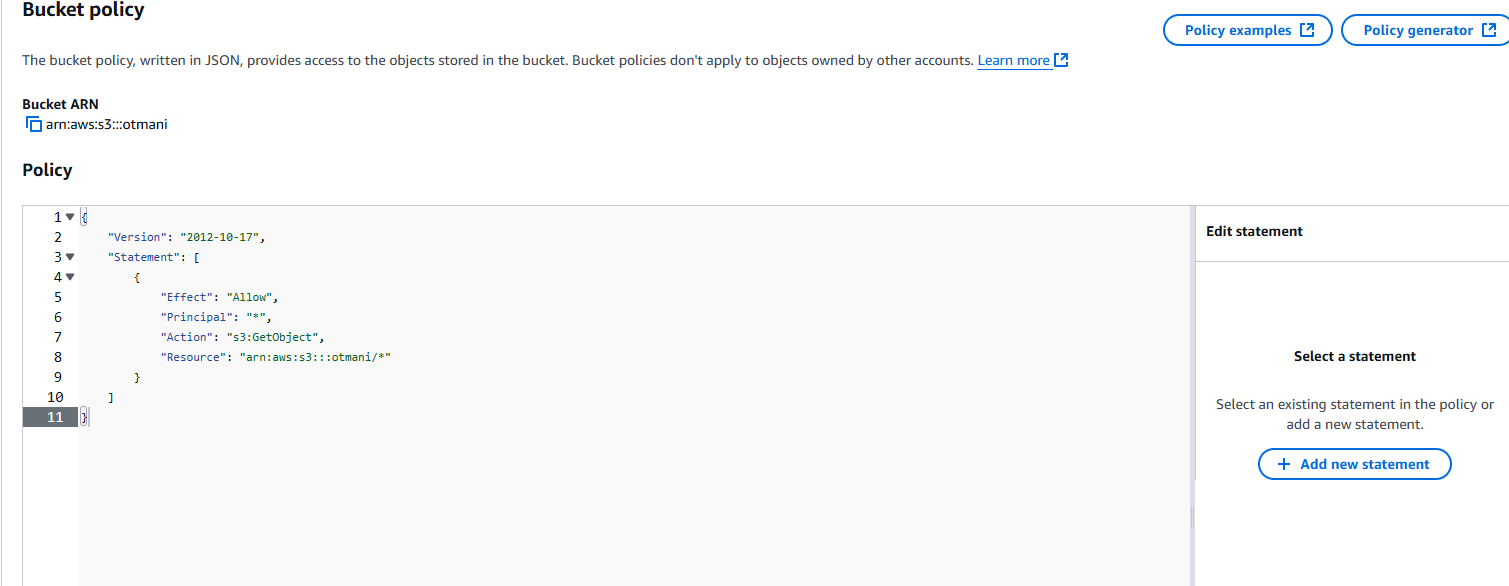 Bucket policy
Policy examples
Policy generator
The bucket policy, written in JSON, provides access to the objects stored in the bucket. Bucket policies don't apply to objects owned by other accounts. Learn more
Bucket ARN
arn:aws:s3:::otmani
Policy
1 {
2 "Version": "2012-10-17",
3 "Statement": [
4 {
5 "Effect": "Allow",
6 "Principal": "*",
7 "Action": "s3:GetObject",
8 "Resource": "arn:aws:s3:::otmani/*"
9 }
10 ]
11 }
Edit statement
Select a statement
Select an existing statement in the policy or
add a new statement.
+ Add new statement